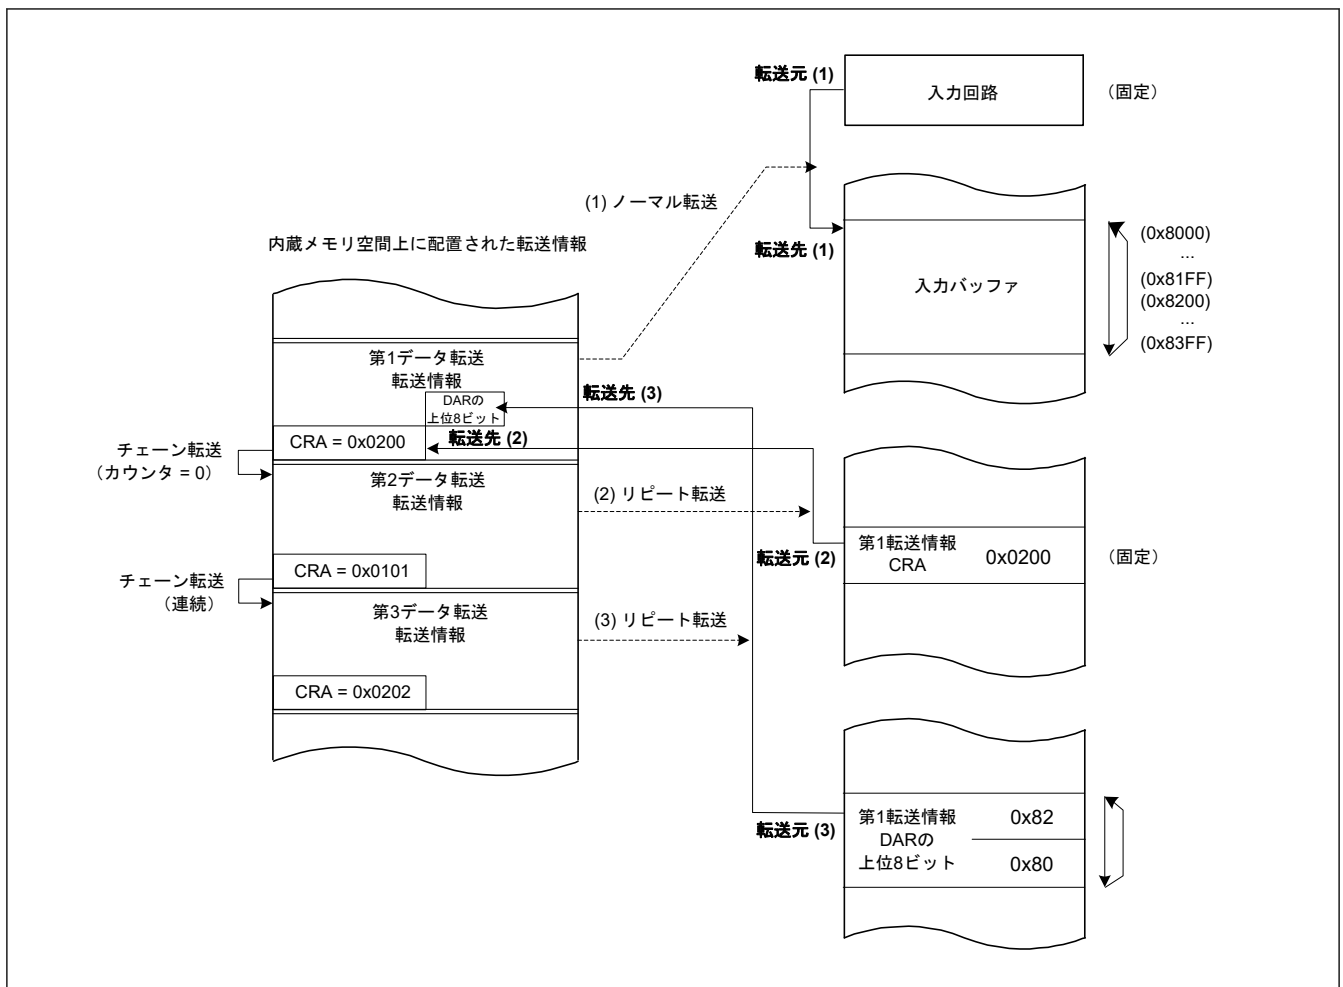 転送元 (1)
入力回路
（固定）
(1) ノーマル転送
転送先 (1)
入力バッファ
(0x8000)
...
(0x81FF)
(0x8200)
...
(0x83FF)
内蔵メモリ空間上に配置された転送情報
第1データ転送
転送情報
DARの
上位8ビット
転送先 (3)
CRA = 0x0200
転送先 (2)
チェーン転送
（カウンタ = 0）
第2データ転送
転送情報
(2) リピート転送
CRA = 0x0101
転送元 (2)
第1転送情報
CRA
0x0200
（固定）
チェーン転送
（連続）
第3データ転送
転送情報
(3) リピート転送
CRA = 0x0202
転送元 (3)
第1転送情報
DARの
上位8ビット
0x82
0x80